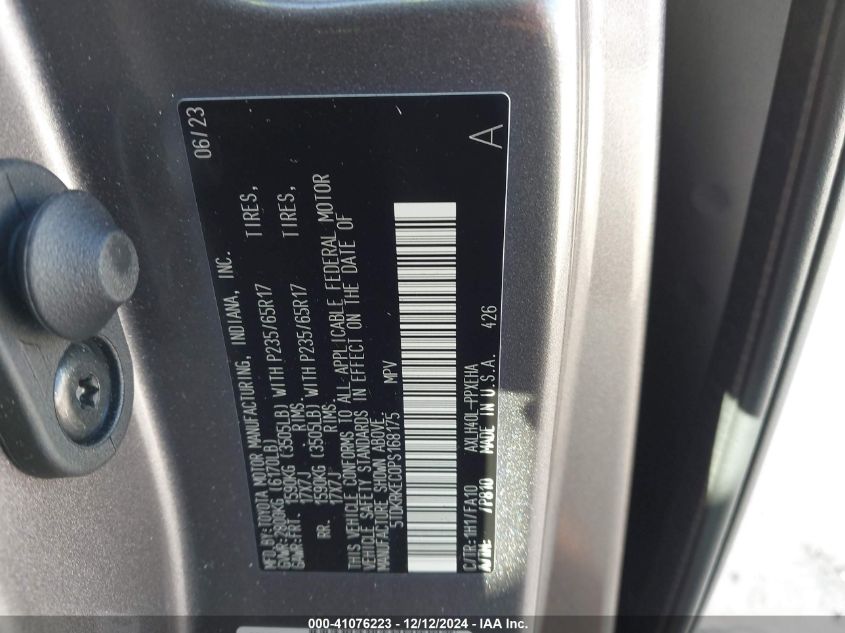 06/23
MFD.BY:TOYOTA MOTOR MANUFACTURING, INDIANA, INC.
GVWR:2800KG (6170LB)
GAWR:FRT. 1590KG (3505LB) WITH P235/65R17 TIRES,
17X7J RIMS.
RR. 1590KG (3505LB) WITH P235/65R17 TIRES,
17X7J RIMS.
THIS VEHICLE CONFORMS TO ALL APPLICABLE FEDERAL MOTOR
VEHICLE SAFETY STANDARDS IN EFFECT ON THE DATE OF
MANUFACTURE SHOWN ABOVE.
5TDKRKEC0PS168175 MPV
A
C/TR:1H1/FA10 AXLH40L-PPXEHA 426
/P810 MADE IN U.S.A.
000-41076223 - 12/12/2024 - © IAA, Inc.